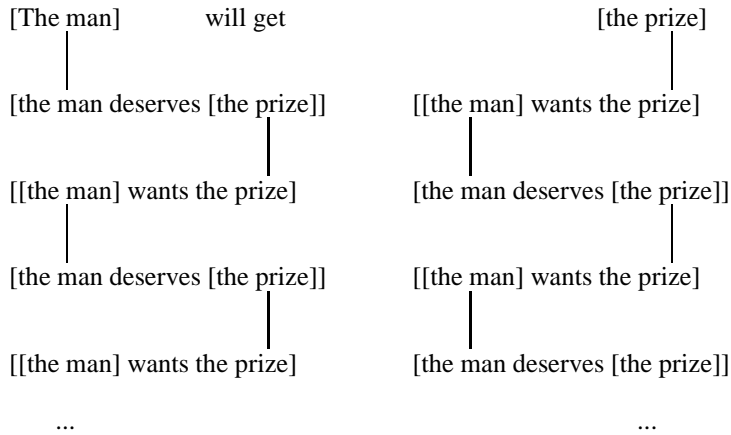 [The man] will get [the prize]
[the man deserves [the prize]] [[the man] wants the prize]
[[the man] wants the prize] [the man deserves [the prize]]
[the man deserves [the prize]] [[the man] wants the prize]
[[the man] wants the prize] [the man deserves [the prize]]
... ...